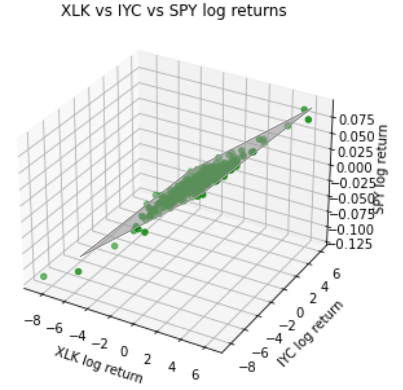 XLK vs IYC vs SPY log returns
0.075
0.050
0.025
0.000
−0.025
−0.050
−0.075
−0.100
−0.125
SPY log return
−8 −6 −4 −2 0 2 4 6
XLK log return
−8 −6 −4 −2 0 2 4 6
IYC log return